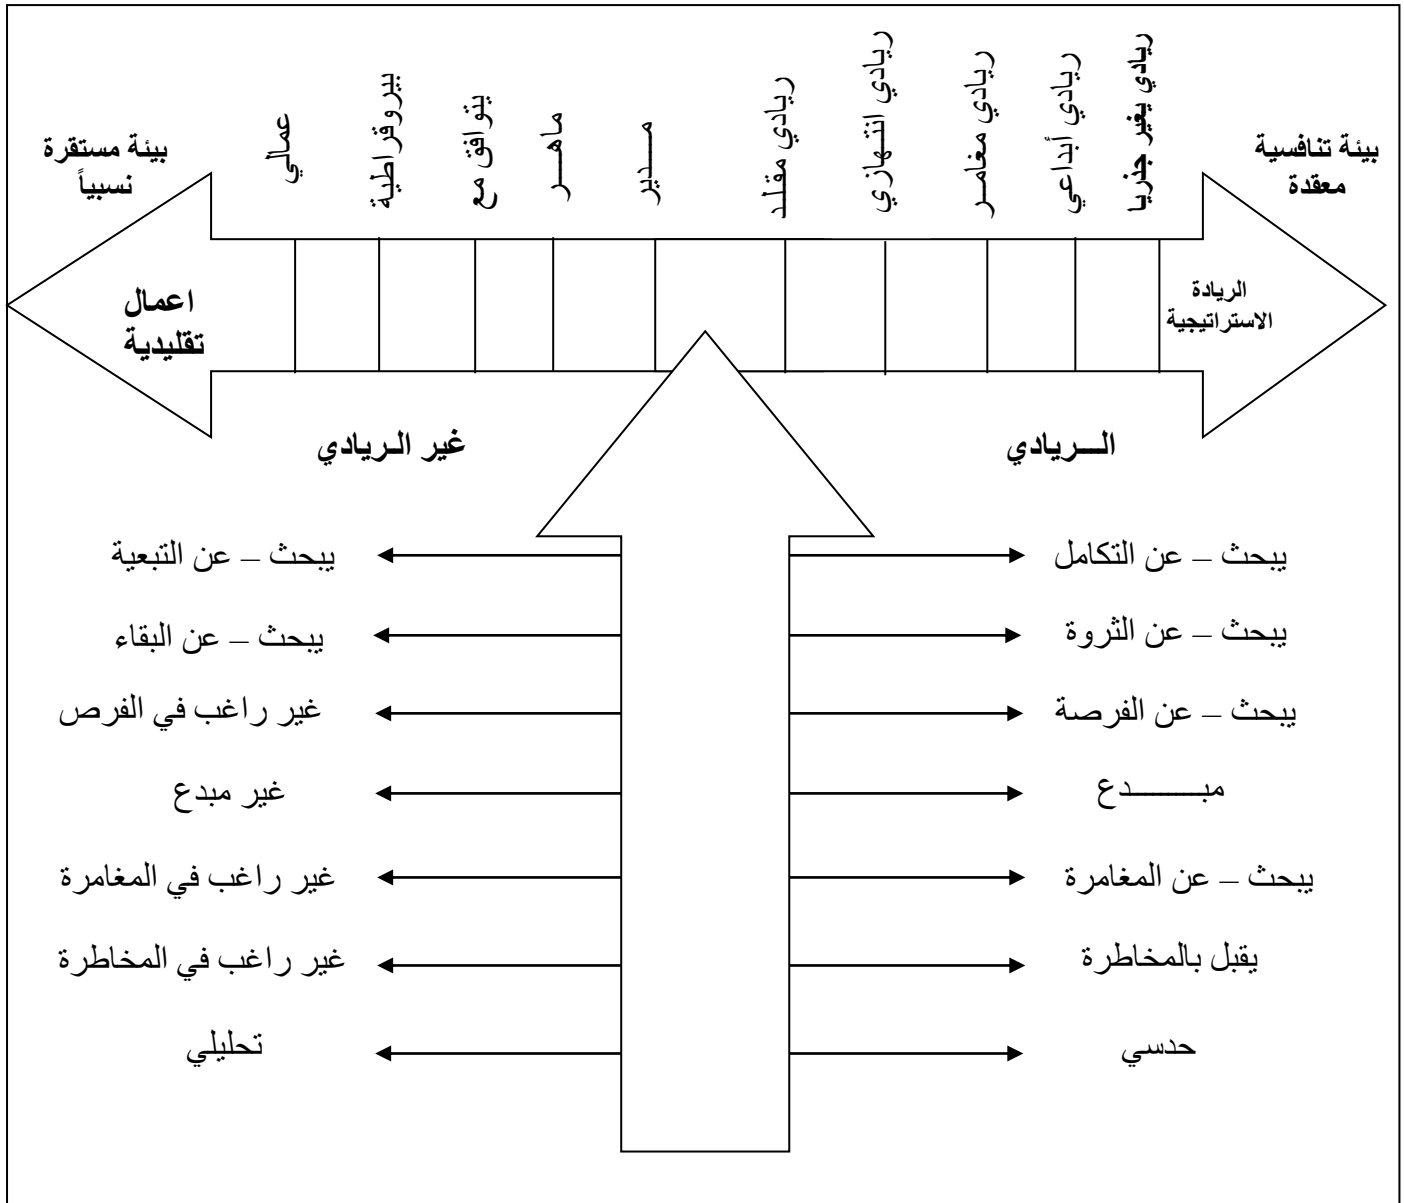 ريادي يغير جذريا
ريادي أبداعي
ريادي مغامر
ريادي انتهازي
ريادي مقلد
مدير
ماهر
يتوافق مع
بيروقراطية
عمالي
بيئة تنافسية
معقدة
بيئة مستقرة
نسبياً
الريادة
الاستراتيجية
اعمال
تقليدية
الريادي
غير الريادي
يبحث – عن التكامل
يبحث – عن التبعية
يبحث – عن الثروة
يبحث – عن البقاء
يبحث – عن الفرصة
غير راغب في الفرص
مبدع
غير مبدع
يبحث – عن المغامرة
غير راغب في المغامرة
يقبل بالمخاطرة
غير راغب في المخاطرة
حدسي
تحليلي